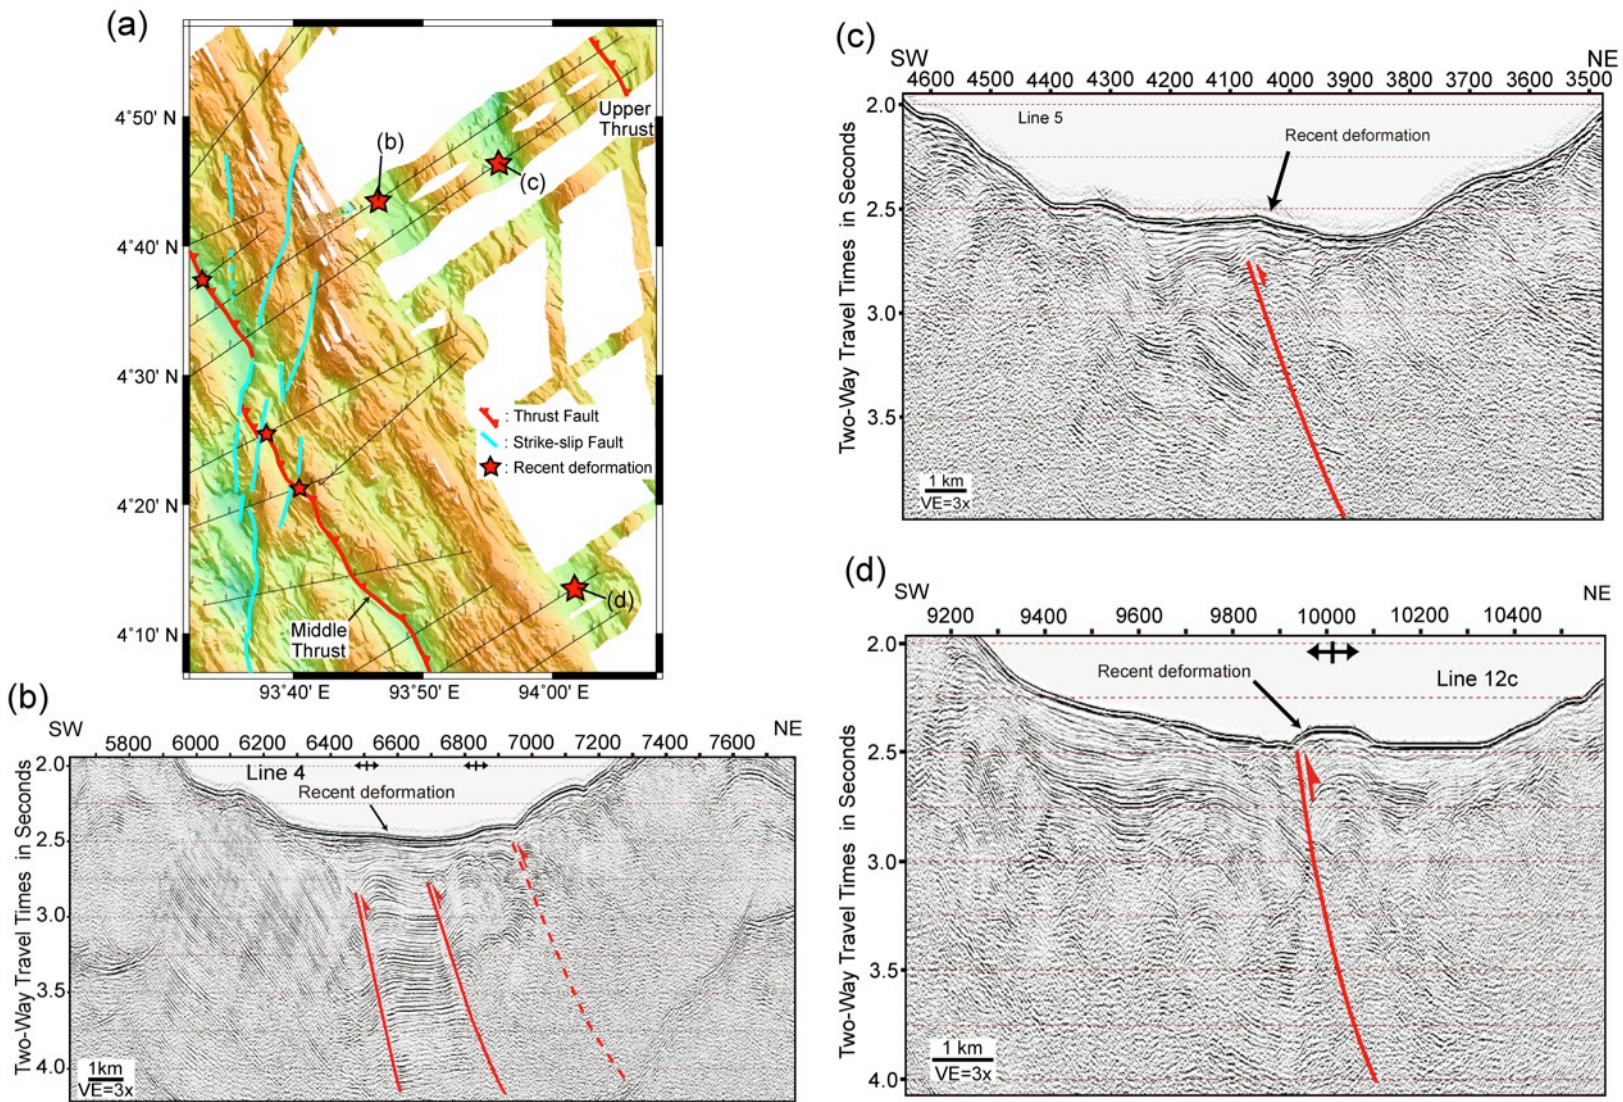 (a)
4°50' N
4°40' N
4°30' N
4°20' N
4°10' N
93°40' E
93°50' E
94°00' E
Upper
Thrust
(b)
(c)
: Thrust Fault
: Strike-slip Fault
: Recent deformation
(d)
Middle
Thrust
(b)
SW
NE
5800 6000 6200 6400 6600 6800 7000 7200 7400 7600
Line 4
Recent deformation
Two-Way Travel Times in Seconds
2.0
2.5
3.0
3.5
4.0
1km
VE=3x
(c)
SW
NE
4600 4500 4400 4300 4200 4100 4000 3900 3800 3700 3600 3500
Line 5
Recent deformation
Two-Way Travel Times in Seconds
2.0
2.5
3.0
3.5
1 km
VE=3x
(d)
SW
NE
9200 9400 9600 9800 10000 10200 10400
Recent deformation
Line 12c
Two-Way Travel Times in Seconds
2.0
2.5
3.0
3.5
4.0
1 km
VE=3x